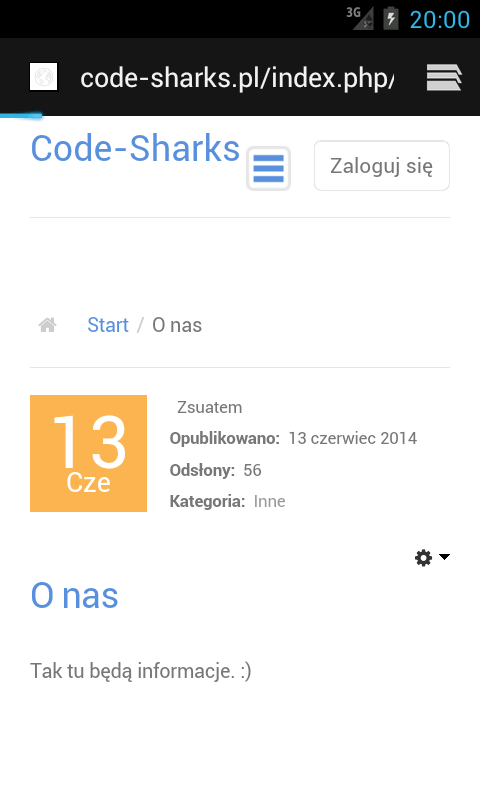 3G 20:00
code-sharks.pl/index.php/
Code-Sharks
Zaloguj się
Start / O nas
13
Cze
Zsuatem
Opublikowano: 13 czerwiec 2014
Odsłony: 56
Kategoria: Inne
O nas
Tak tu będą informacje. :)